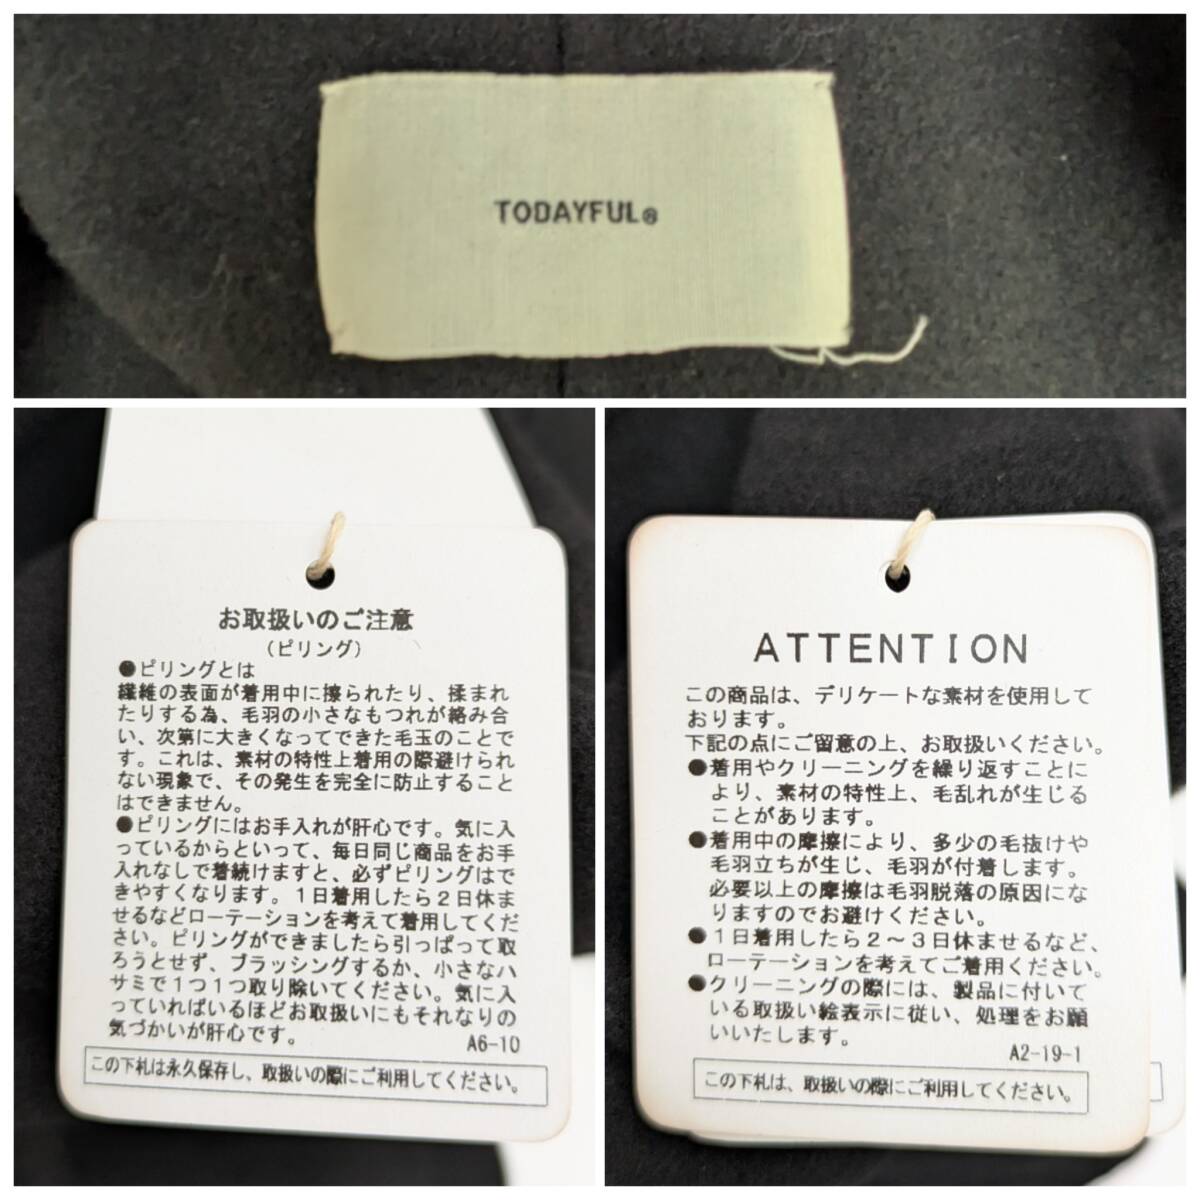 TODAYFUL®
お取扱いのご注意
(ピリング)
●ピリングとは
繊維の表面が着用中に擦られたり、揉まれ
たりする為、毛羽の小さなもつれが絡み合
い、次第に大きくなってできた毛玉のことで
す。これは、素材の特性上着用の際避けられ
ない現象で、その発生を完全に防止すること
はできません。
●ピリングにはお手入れが肝心です。気に入
っているからといって、毎日同じ商品をお手
入れなしで着続けますと、必ずピリングはで
きやすくなります。1日着用したら2日休ま
せるなどローテーションを考えて着用してくだ
さい。ピリングができましたら引っぱって取
ろうとせず、ブラッシングするか、小さなハ
サミで1つ1つ取り除いてください。気に入
っていればいるほどお取扱いにもそれなりの
気づかいが肝心です。
A6-10
この下札は永久保存し、取扱いの際にご利用してください。
ATTENTION
この商品は、デリケートな素材を使用して
おります。
下記の点にご留意の上、お取扱いください。
●着用やクリーニングを繰り返すことに
より、素材の特性上、毛乱れが生じる
ことがあります。
●着用中の摩擦により、多少の毛抜けや
毛羽立ちが生じ、毛羽が付着します。
必要以上の摩擦は毛羽脱落の原因にな
りますのでお避けください。
●1日着用したら2～3日休ませるなど、
ローテーションを考えてご着用ください。
●クリーニングの際には、製品に付いて
いる取扱い絵表示に従い、処理をお願
いいたします。
A2-19-1
この下札は、取扱いの際にご利用してください。